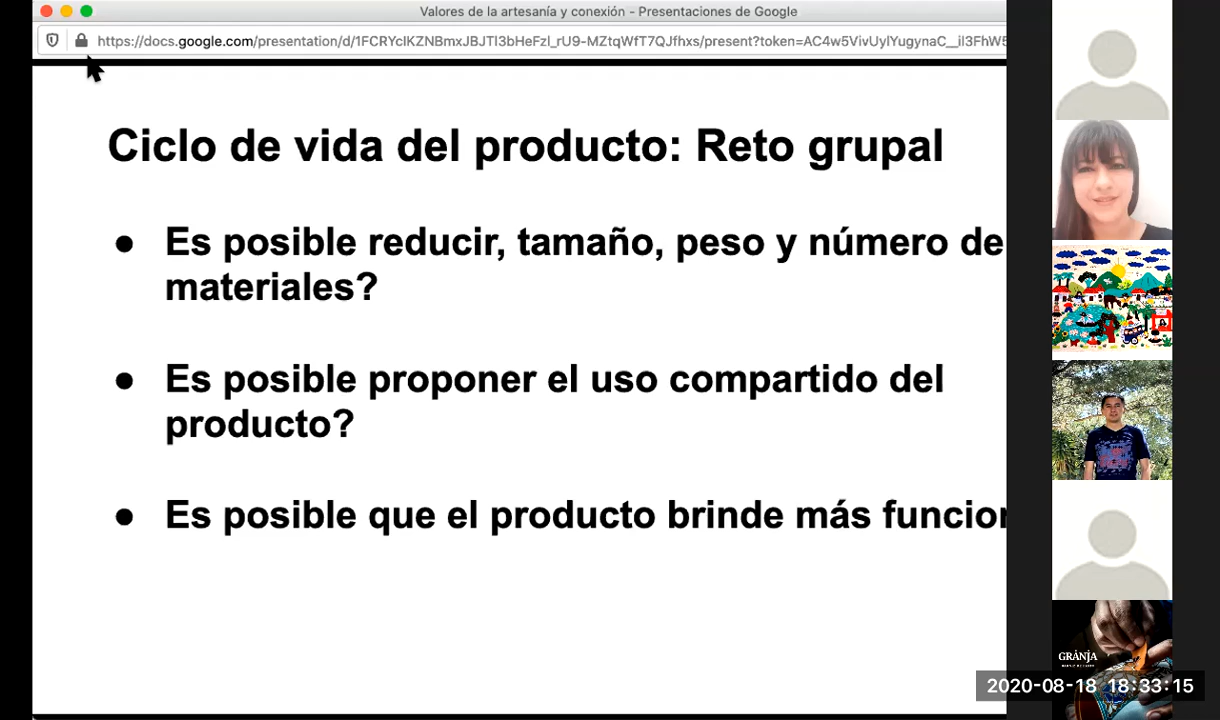 Valores de la artesanía y conexión - Presentaciones de Google
https://docs.google.com/presentation/d/1FCRYclKZNBmxJBJTl3bHeFzl_rU9-MZtqWfT7QJfhxs/present?token=AC4w5VivUylYugynaC__il3FhW5
Ciclo de vida del producto: Reto grupal
● Es posible reducir, tamaño, peso y número de
materiales?
● Es posible proponer el uso compartido del
producto?
● Es posible que el producto brinde más funcion
GRANJA
2020-08-18 18:33:15